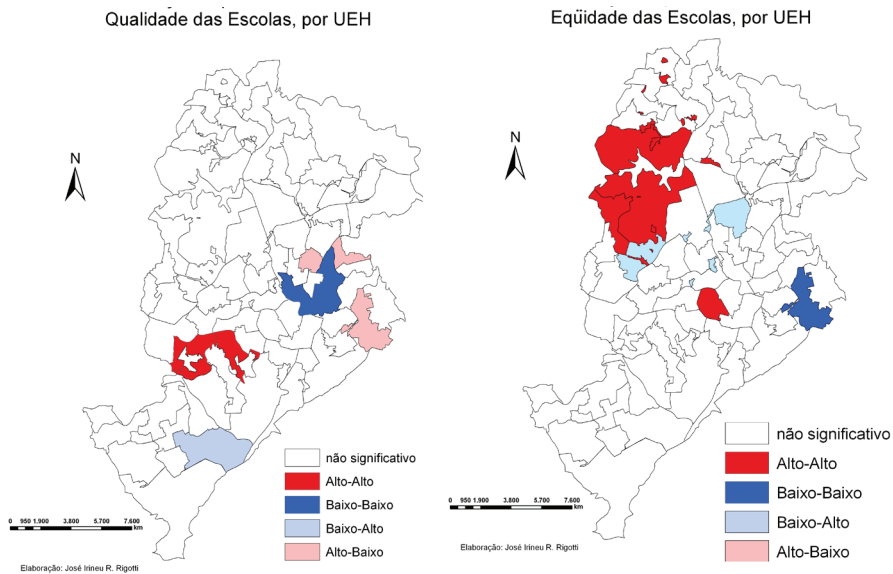 Qualidade das Escolas, por UEH
N
não significativo
Alto-Alto
Baixo-Baixo
Baixo-Alto
Alto-Baixo
0 950 1.900 3.800 5.700 7.600
km
Elaboração: José Irineu R. Rigotti
Eqüidade das Escolas, por UEH
N
não significativo
Alto-Alto
Baixo-Baixo
Baixo-Alto
Alto-Baixo
0 950 1.900 3.800 5.700 7.600
km
Elaboração: José Irineu R. Rigotti